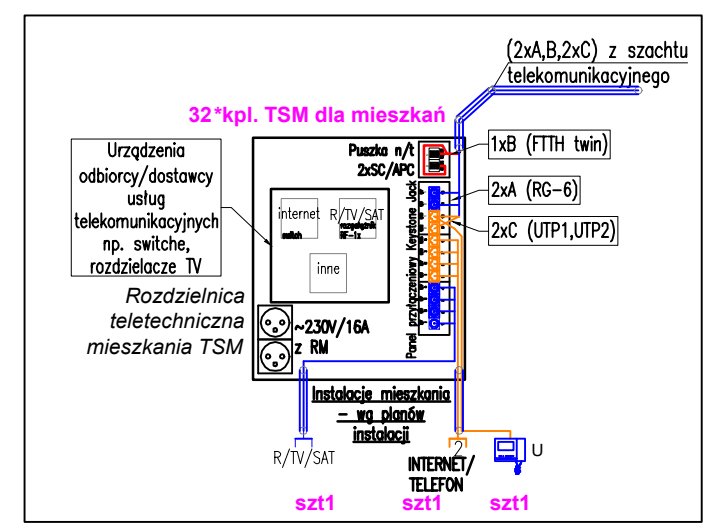 (2xA,B,2xC) z szachtu
telekomunikacyjnego
32*kpl. TSM dla mieszkań
Urządzenia
odbiorcy/dostawcy
usług
telekomunikacyjnych
np. switche,
rozdzielacze TV
Puszka n/t
2xSC/APC
1xB (FTTH twin)
2xA (RG-6)
2xC (UTP1,UTP2)
Panel przyłączeniowy Keystone Jack
internet
switch
R/TV/SAT
rozgałęźnik
RF-1x
inne
Rozdzielnica
teletechniczna
mieszkania TSM
~230V/16A
z RM
Instalacje mieszkania
- wg planów
instalacji
R/TV/SAT
2
INTERNET/
TELEFON
U
szt1
szt1
szt1